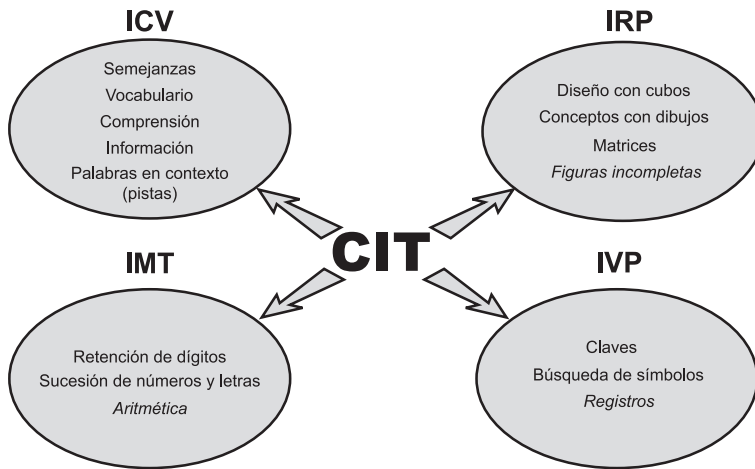 ICV
Semejanzas
Vocabulario
Comprensión
Información
Palabras en contexto
(pistas)
IRP
Diseño con cubos
Conceptos con dibujos
Matrices
Figuras incompletas
CIT
IMT
Retención de dígitos
Sucesión de números y letras
Aritmética
IVP
Claves
Búsqueda de símbolos
Registros